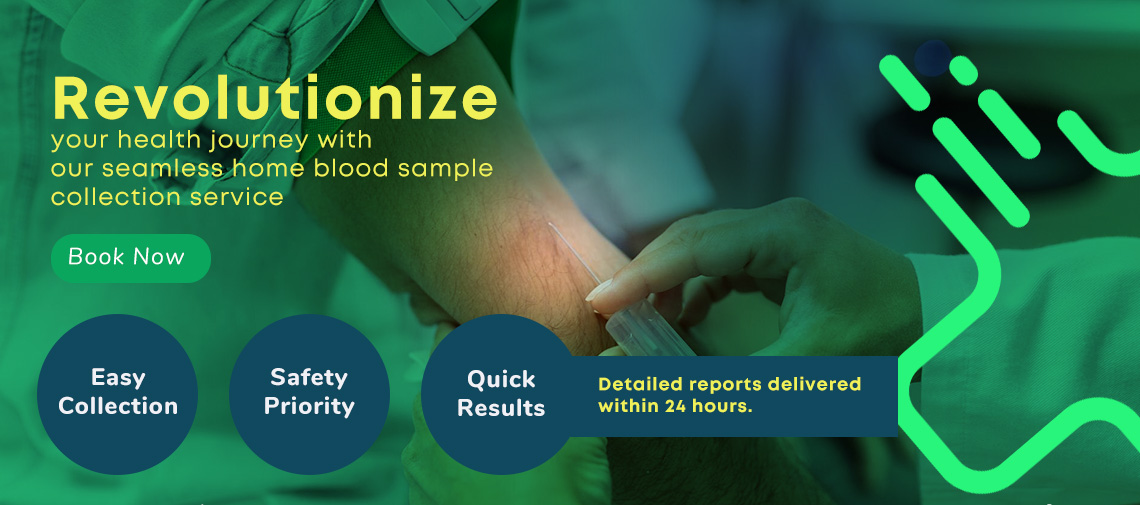 Revolutionize
your health journey with
our seamless home blood sample
collection service
Book Now
Easy
Collection
Safety
Priority
Quick
Results
Detailed reports delivered
within 24 hours.